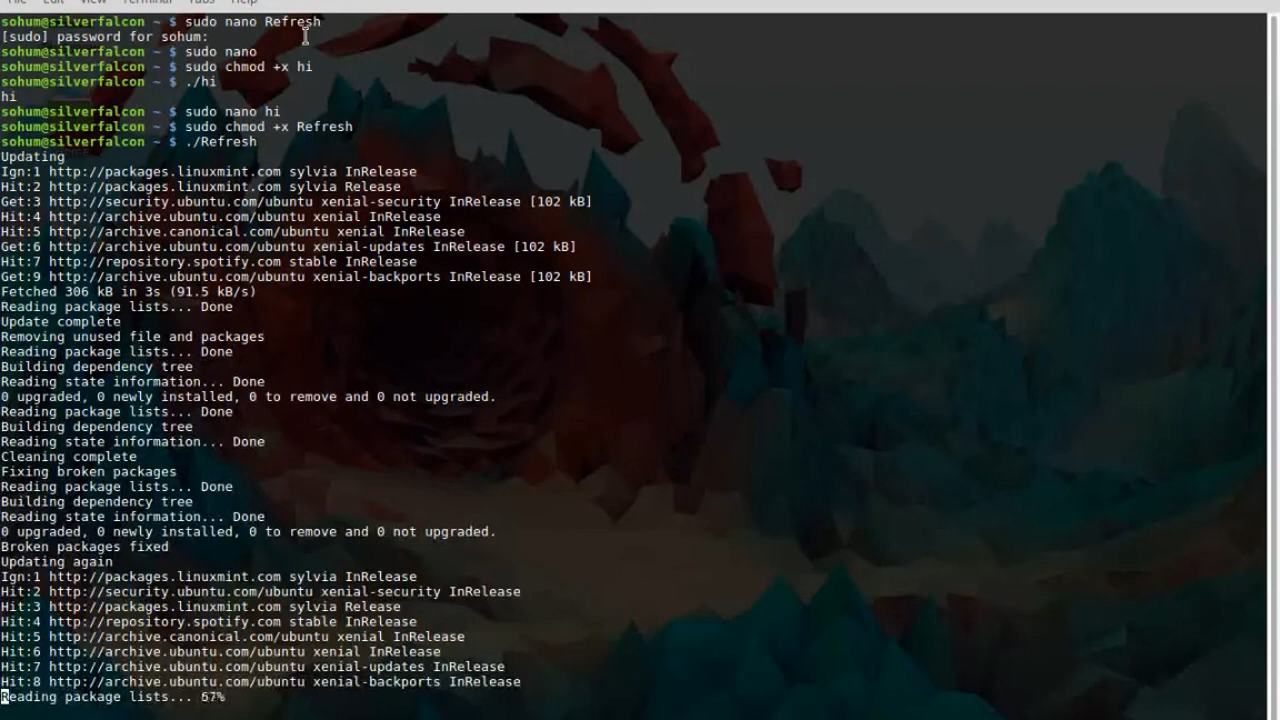 File Edit View Terminal Tabs Help
sohum@silverfalcon ~ $ sudo nano Refresh
[sudo] password for sohum:
sohum@silverfalcon ~ $ sudo nano
sohum@silverfalcon ~ $ sudo chmod +x hi
sohum@silverfalcon ~ $ ./hi
hi
sohum@silverfalcon ~ $ sudo nano hi
sohum@silverfalcon ~ $ sudo chmod +x Refresh
sohum@silverfalcon ~ $ ./Refresh
Updating
Ign:1 http://packages.linuxmint.com sylvia InRelease
Hit:2 http://packages.linuxmint.com sylvia Release
Get:3 http://security.ubuntu.com/ubuntu xenial-security InRelease [102 kB]
Hit:4 http://archive.ubuntu.com/ubuntu xenial InRelease
Hit:5 http://archive.canonical.com/ubuntu xenial InRelease
Get:6 http://archive.ubuntu.com/ubuntu xenial-updates InRelease [102 kB]
Hit:7 http://repository.spotify.com stable InRelease
Get:9 http://archive.ubuntu.com/ubuntu xenial-backports InRelease [102 kB]
Fetched 306 kB in 3s (91.5 kB/s)
Reading package lists... Done
Update complete
Removing unused file and packages
Reading package lists... Done
Building dependency tree
Reading state information... Done
0 upgraded, 0 newly installed, 0 to remove and 0 not upgraded.
Reading package lists... Done
Building dependency tree
Reading state information... Done
Cleaning complete
Fixing broken packages
Reading package lists... Done
Building dependency tree
Reading state information... Done
0 upgraded, 0 newly installed, 0 to remove and 0 not upgraded.
Broken packages fixed
Updating again
Ign:1 http://packages.linuxmint.com sylvia InRelease
Hit:2 http://security.ubuntu.com/ubuntu xenial-security InRelease
Hit:3 http://packages.linuxmint.com sylvia Release
Hit:4 http://repository.spotify.com stable InRelease
Hit:5 http://archive.canonical.com/ubuntu xenial InRelease
Hit:6 http://archive.ubuntu.com/ubuntu xenial InRelease
Hit:7 http://archive.ubuntu.com/ubuntu xenial-updates InRelease
Hit:8 http://archive.ubuntu.com/ubuntu xenial-backports InRelease
Reading package lists... 67%